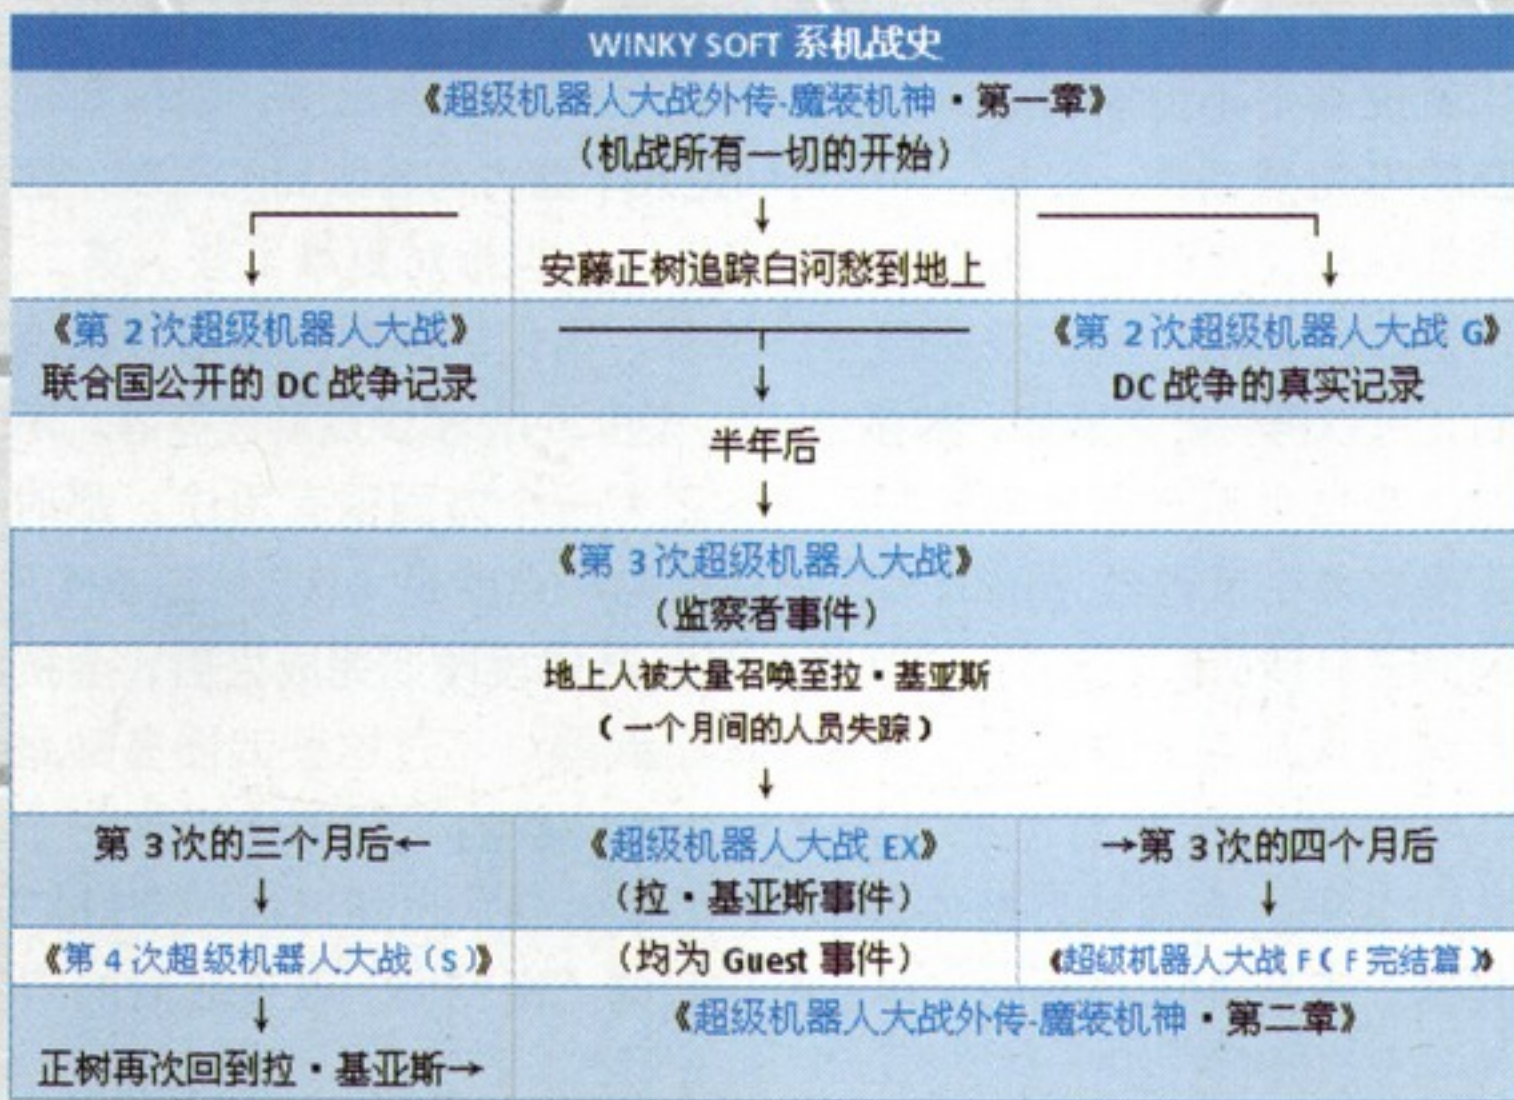 WINKY SOFT 系机战史
《超级机器人大战外传-魔装机神·第一章》
（机战所有一切的开始）
↓
↓ 安藤正树追踪白河愁到地上 ↓
《第 2 次超级机器人大战》 《第 2 次超级机器人大战 G》
联合国公开的 DC 战争记录 ↓ DC 战争的真实记录
半年后
↓
《第 3 次超级机器人大战》
（监察者事件）
地上人被大量召唤至拉·基亚斯
（一个月间的人员失踪）
↓
第 3 次的三个月后← 《超级机器人大战 EX》 →第 3 次的四个月后
↓ （拉·基亚斯事件） ↓
《第 4 次超级机器人大战（S）》 （均为 Guest 事件） 《超级机器人大战 F（F 完结篇）》
↓ 《超级机器人大战外传-魔装机神·第二章》
正树再次回到拉·基亚斯→